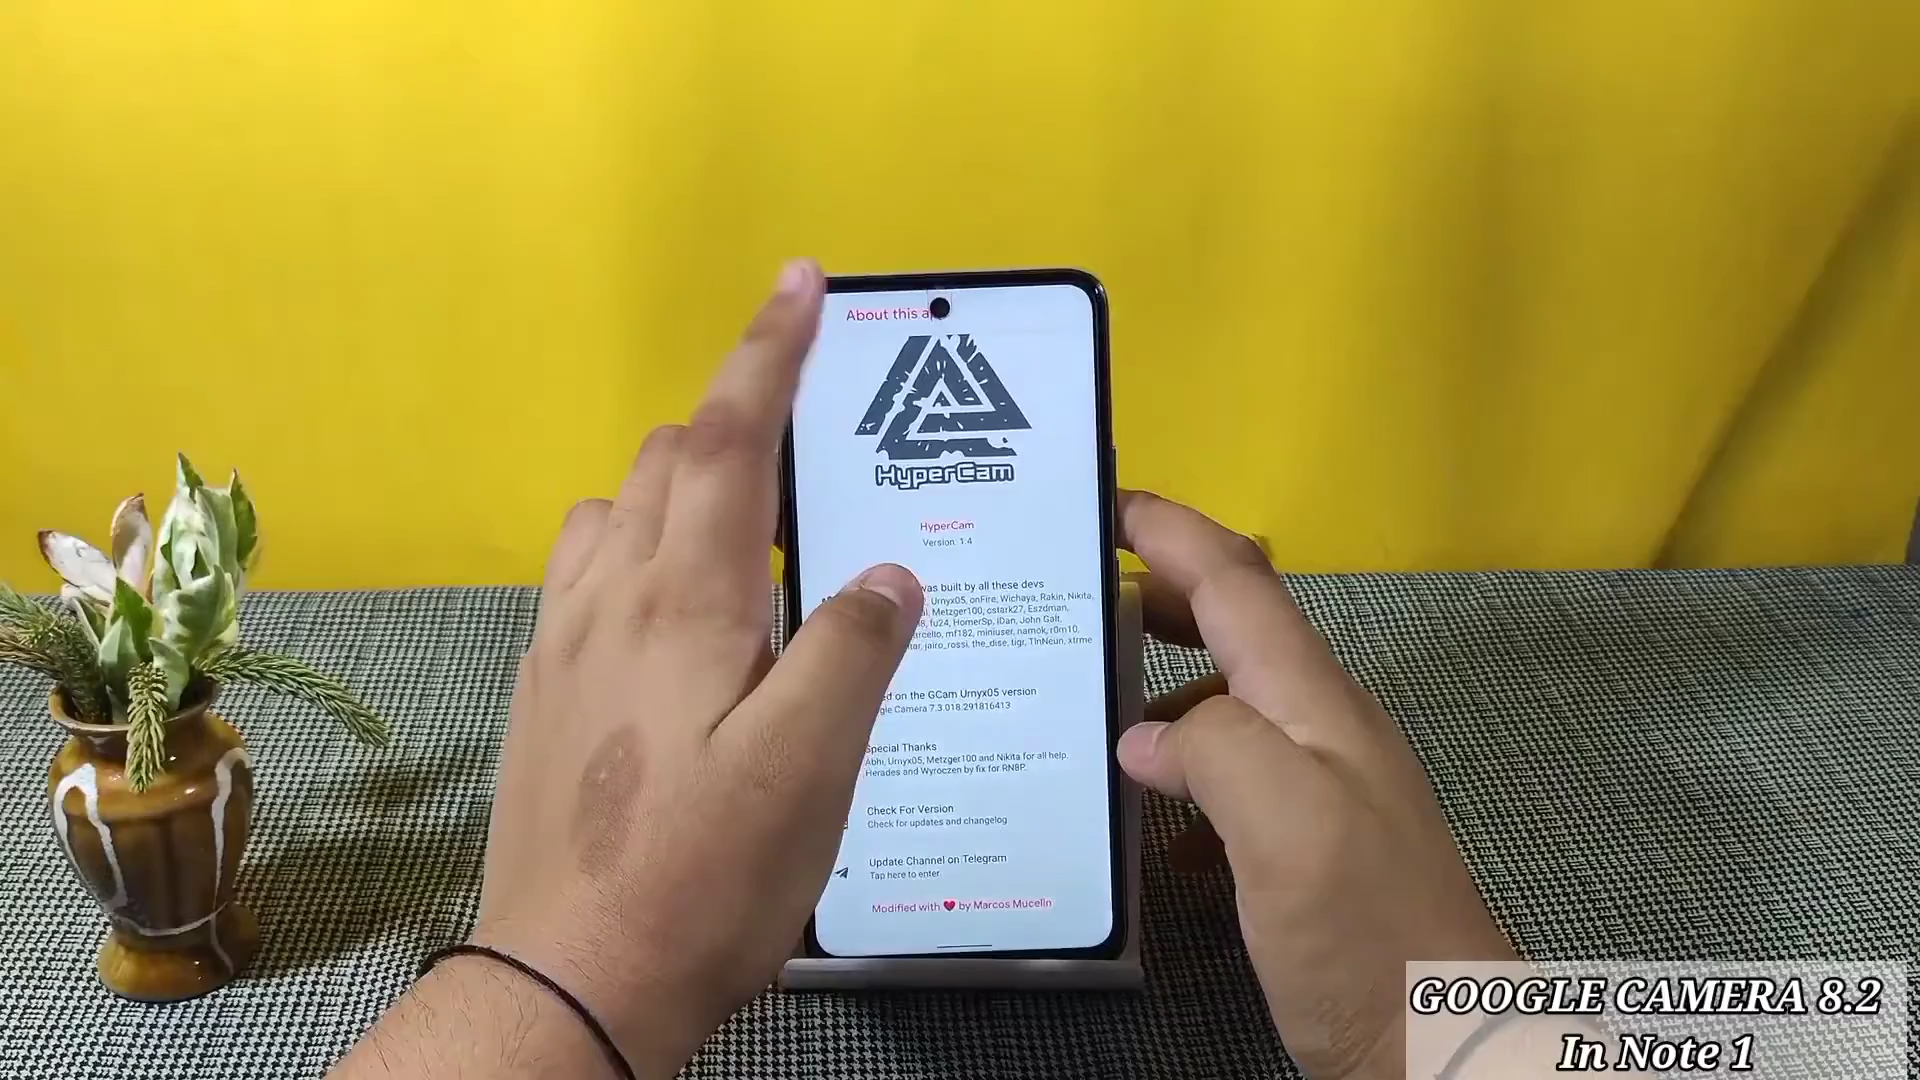 About this a
HyperCam
HyperCam
Version: 1.4
was built by all these devs
Urnyx05, onFire, Wichaya, Rakin, Nikita,
Metzger100, cstark27, Eszdman,
fu24, HomerSp, IDan, John Galt,
mf182, miniuser, namok, r0m10,
jairo_rossi, the_dise, tigr, TlnNeun, xtrme
on the GCam Urnyx05 version
Camera 7.3.018.291816413
Special Thanks
Abhi, Urnyx05, Metzger100 and Nikita for all help.
Herades and Wyroczen by fix for RN8P.
Check For Version
Check for updates and changelog
Update Channel on Telegram
Tap here to enter
Modified with ❤ by Marcos Mucelin
GOOGLE CAMERA 8.2
In Note 1